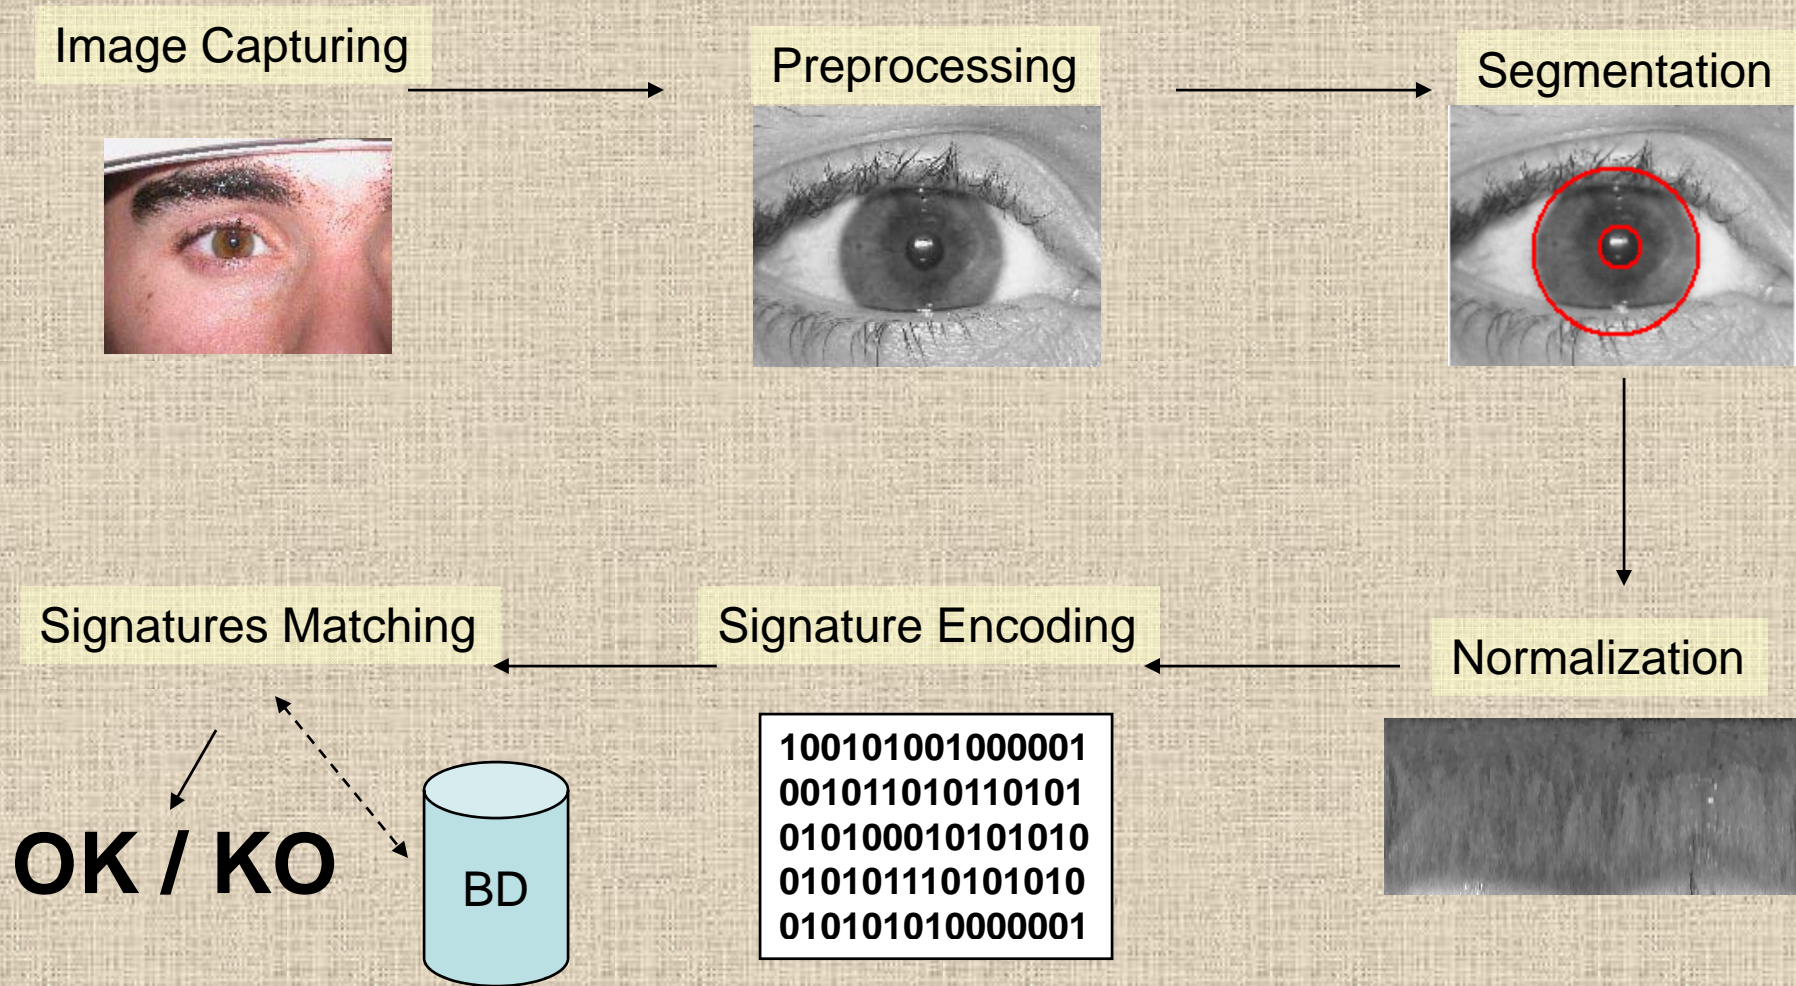 Image Capturing
Preprocessing
Segmentation
Signatures Matching
Signature Encoding
Normalization
100101001000001
001011010110101
010100010101010
010101110101010
010101010000001
OK / KO
BD